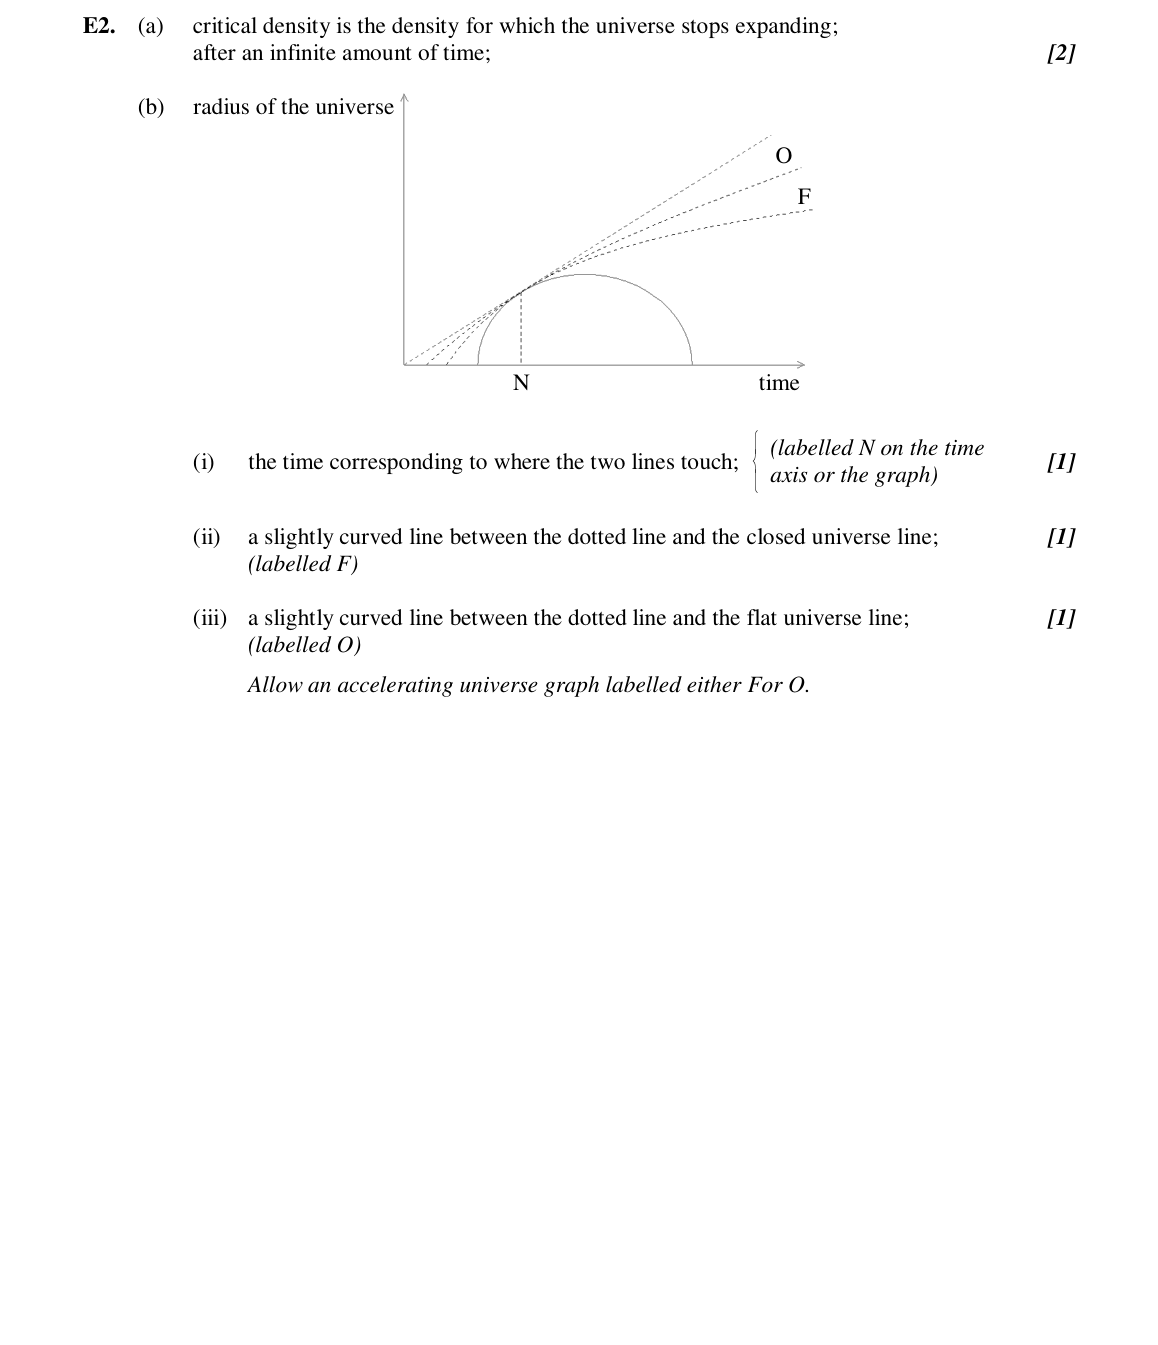 E2. (a) critical density is the density for which the universe stops expanding;
after an infinite amount of time; [2]
(b) radius of the universe
O
F
N
time
(i) the time corresponding to where the two lines touch; (labelled N on the time
axis or the graph) [1]
(ii) a slightly curved line between the dotted line and the closed universe line; [1]
(labelled F)
(iii) a slightly curved line between the dotted line and the flat universe line; [1]
(labelled O)
Allow an accelerating universe graph labelled either For O.